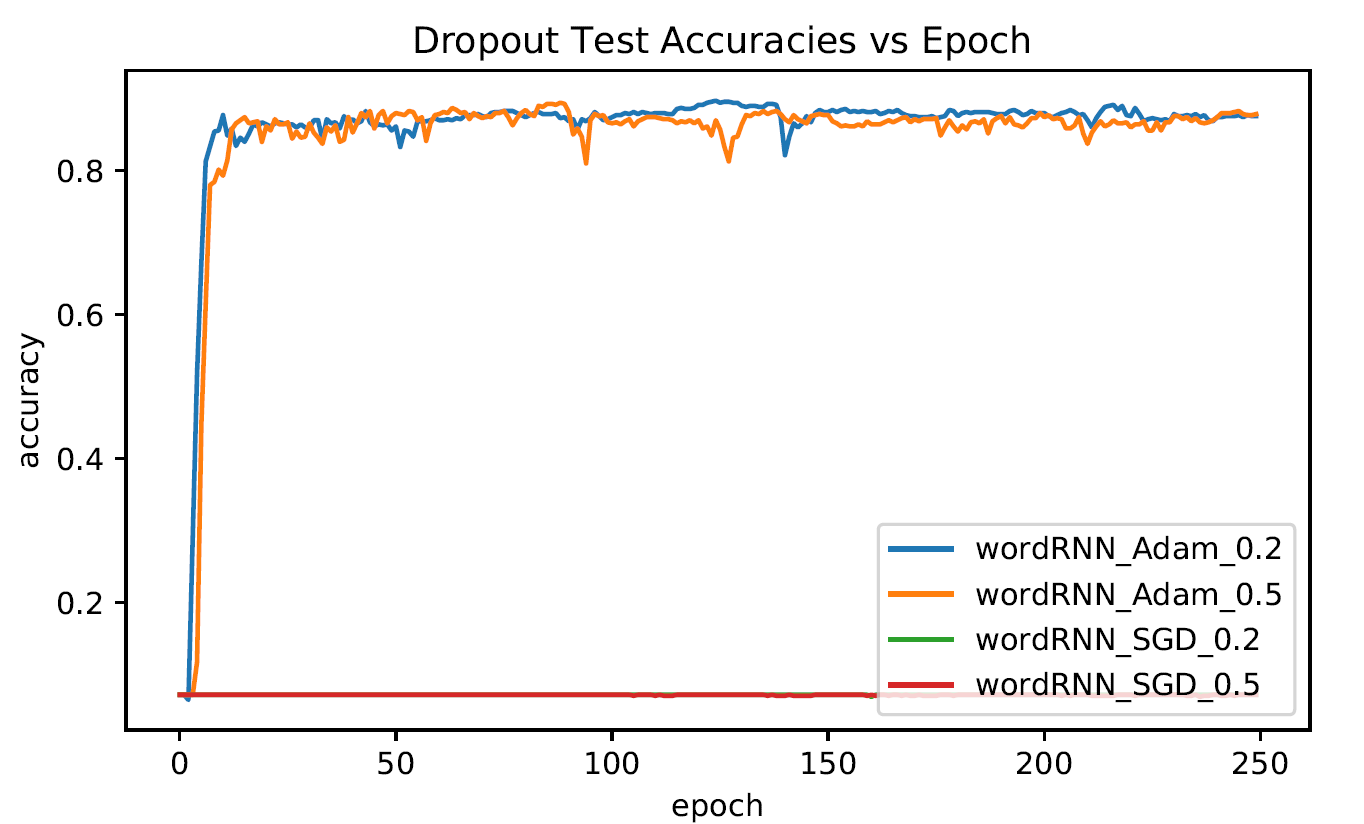 Dropout Test Accuracies vs Epoch
accuracy
0.8
0.6
0.4
0.2
wordRNN_Adam_0.2
wordRNN_Adam_0.5
wordRNN_SGD_0.2
wordRNN_SGD_0.5
0 50 100 150 200 250
epoch